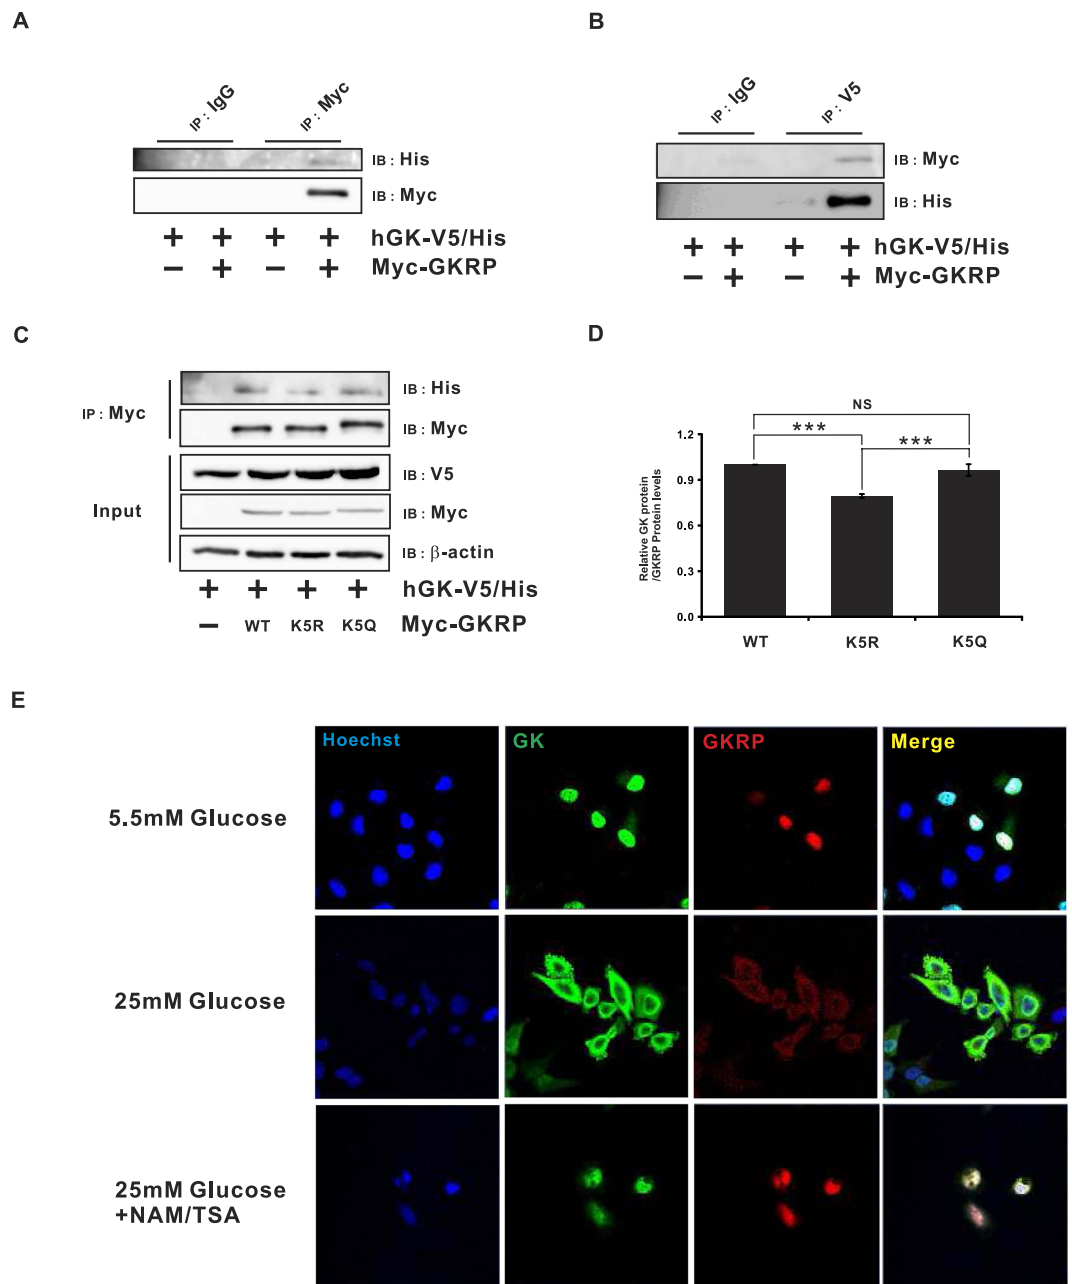 A
IP : IgG
IP : Myc
IB : His
IB : Myc
+ + + + hGK-V5/His
− + − + Myc-GKRP
B
IP : IgG
IP : V5
IB : Myc
IB : His
+ + + + hGK-V5/His
− + − + Myc-GKRP
C
IP : Myc
IB : His
IB : Myc
Input
IB : V5
IB : Myc
IB : β-actin
+ + + + hGK-V5/His
− WT K5R K5Q Myc-GKRP
D
NS
*** ***
Relative GK protein
/GKRP Protein levels
1.2
0.9
0.6
0.3
0.0
WT K5R K5Q
E
Hoechst GK GKRP Merge
5.5mM Glucose
25mM Glucose
25mM Glucose
+NAM/TSA